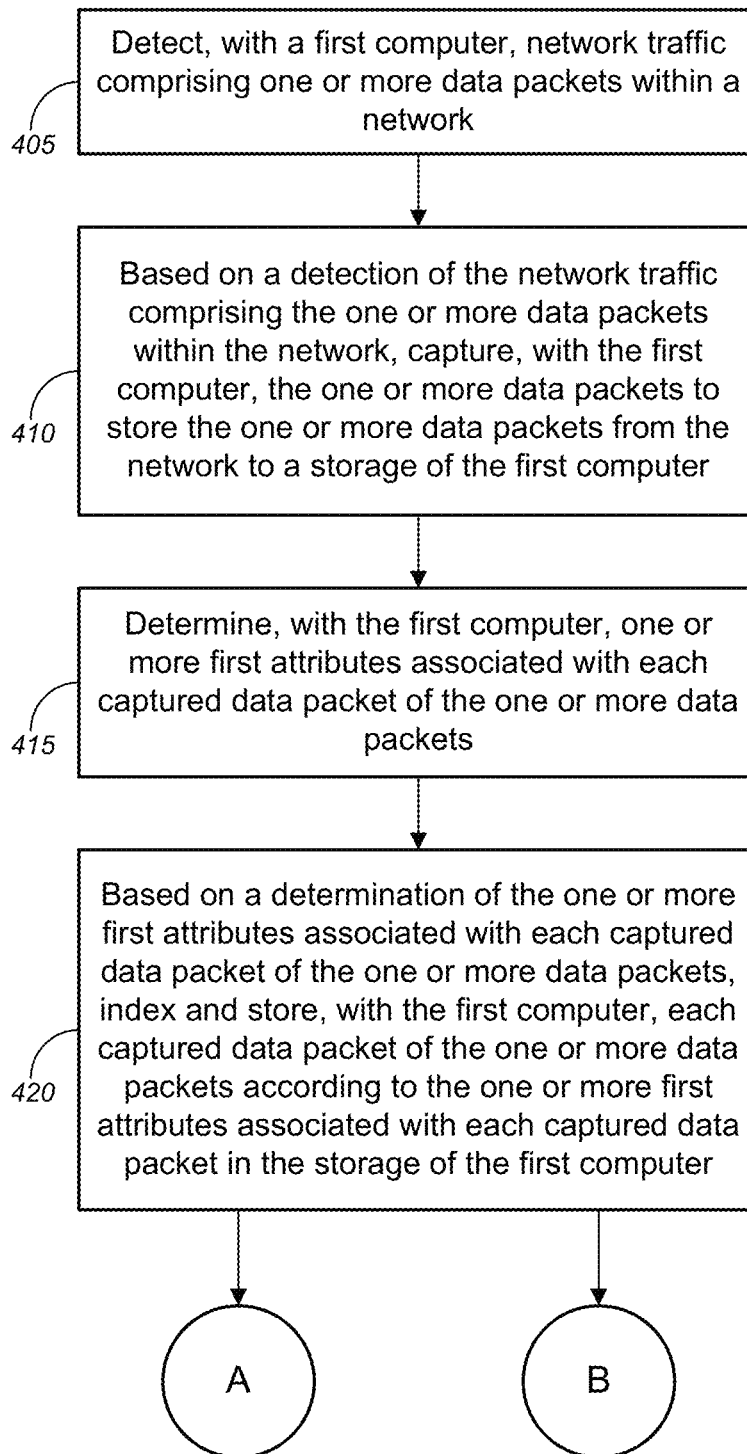 Detect, with a first computer, network traffic
comprising one or more data packets within a
network
405
Based on a detection of the network traffic
comprising the one or more data packets
within the network, capture, with the first
computer, the one or more data packets to
store the one or more data packets from the
network to a storage of the first computer
410
Determine, with the first computer, one or
more first attributes associated with each
captured data packet of the one or more data
packets
415
Based on a determination of the one or more
first attributes associated with each captured
data packet of the one or more data packets,
index and store, with the first computer, each
captured data packet of the one or more data
packets according to the one or more first
attributes associated with each captured data
packet in the storage of the first computer
420
A
B